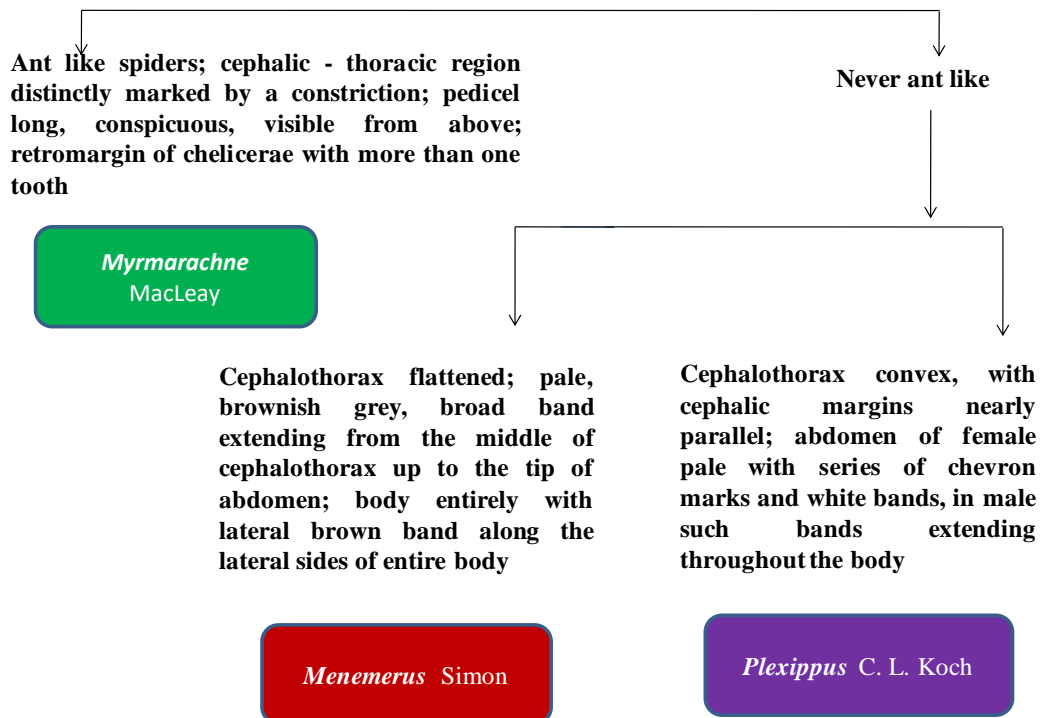 Ant like spiders; cephalic - thoracic region
distinctly marked by a constriction; pedicel
long, conspicuous, visible from above;
retromargin of chelicerae with more than one
tooth
Never ant like
Myrmarachne
MacLeay
Cephalothorax flattened; pale,
brownish grey, broad band
extending from the middle of
cephalothorax up to the tip of
abdomen; body entirely with
lateral brown band along the
lateral sides of entire body
Cephalothorax convex, with
cephalic margins nearly
parallel; abdomen of female
pale with series of chevron
marks and white bands, in male
such bands extending
throughout the body
Menemerus Simon
Plexippus C. L. Koch